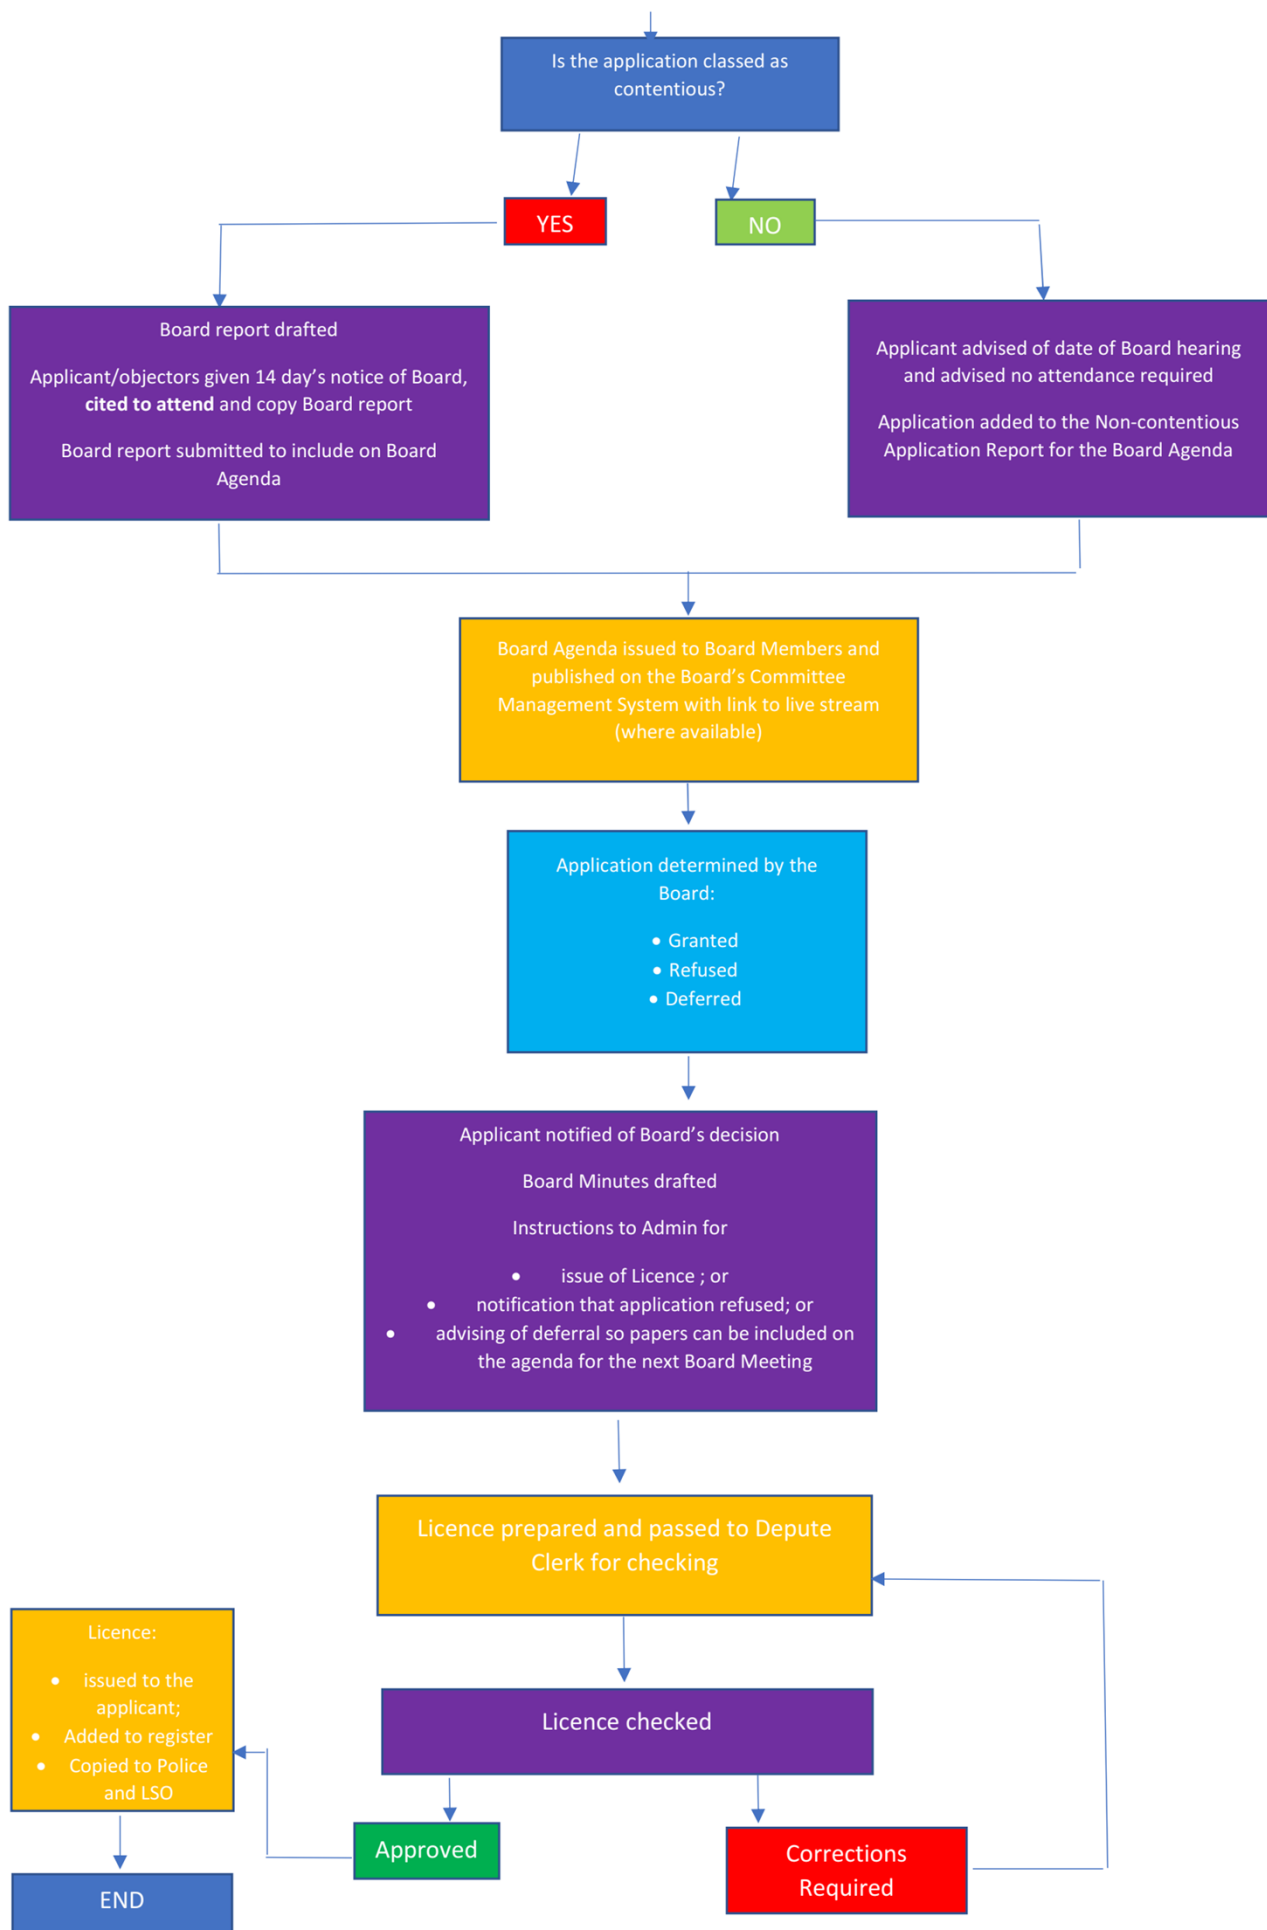 Is the application classed as
contentious?
YES
NO
Board report drafted
Applicant/objectors given 14 day's notice of Board,
cited to attend and copy Board report
Board report submitted to include on Board
Agenda
Applicant advised of date of Board hearing
and advised no attendance required
Application added to the Non-contentious
Application Report for the Board Agenda
Board Agenda issued to Board Members and
published on the Board's Committee
Management System with link to live stream
(where available)
Application determined by the
Board:
• Granted
• Refused
• Deferred
Applicant notified of Board's decision
Board Minutes drafted
Instructions to Admin for
• issue of Licence ; or
• notification that application refused; or
• advising of deferral so papers can be included on
the agenda for the next Board Meeting
Licence prepared and passed to Depute
Clerk for checking
Licence checked
Approved
Corrections
Required
Licence:
• issued to the
applicant;
• Added to register
• Copied to Police
and LSO
END